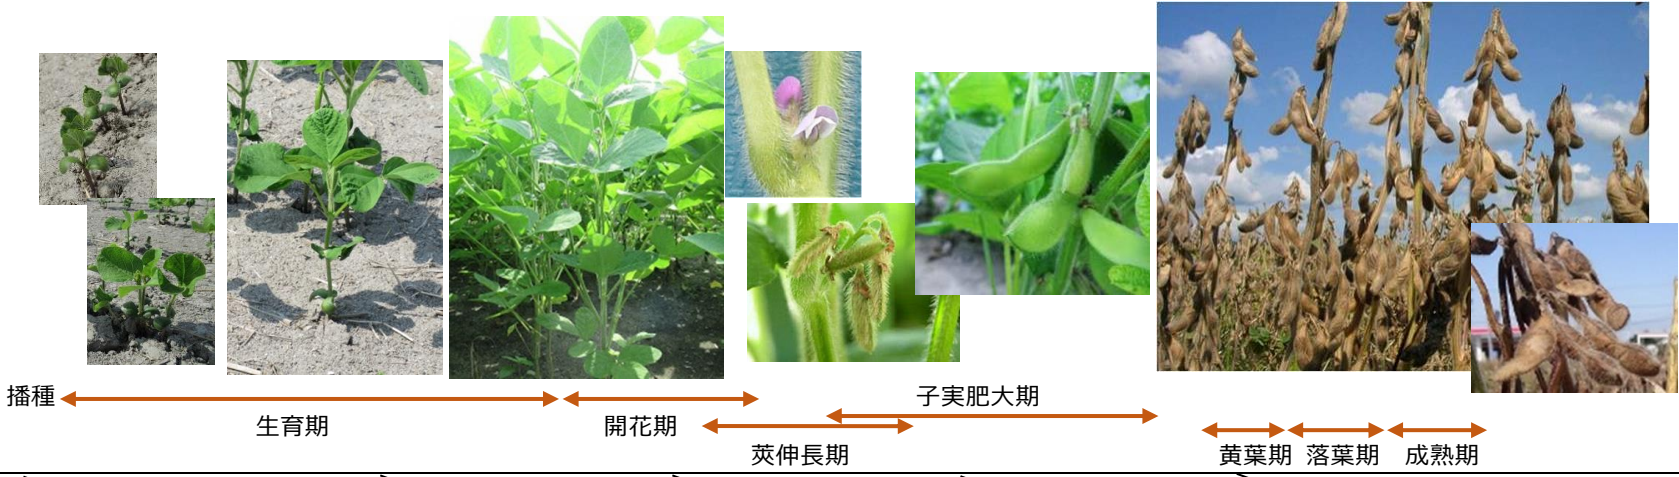 播種
生育期
開花期
莢伸長期
子実肥大期
黄葉期
落葉期
成熟期